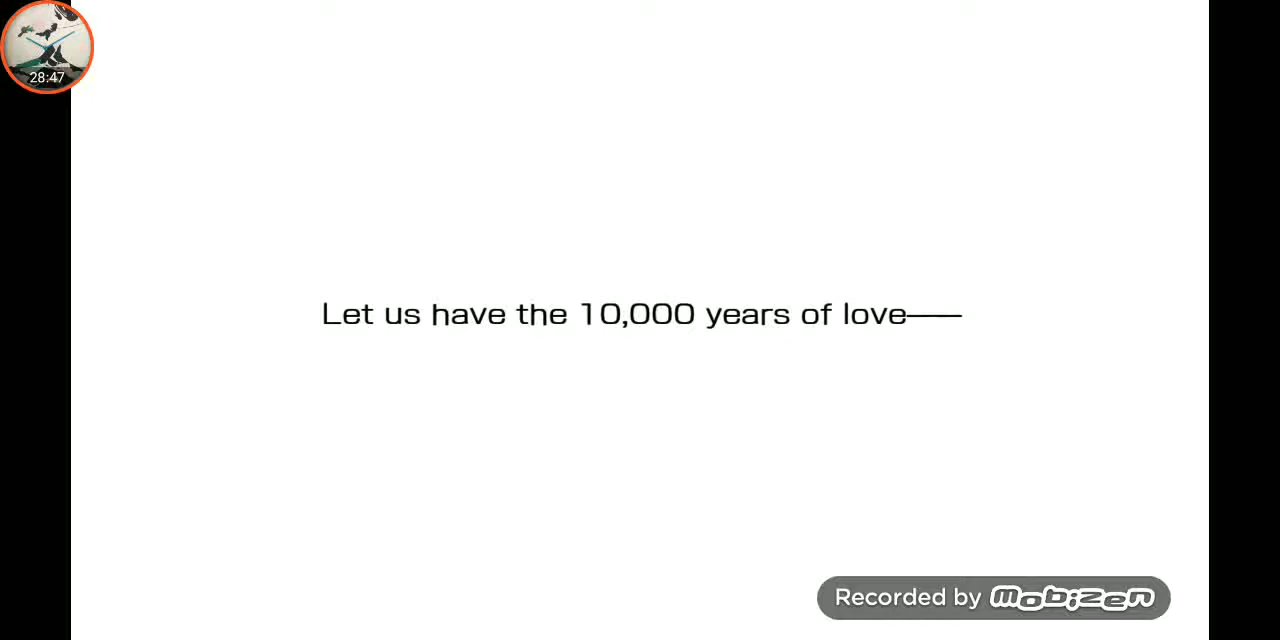 28:47
Let us have the 10,000 years of love——
Recorded by mobizen